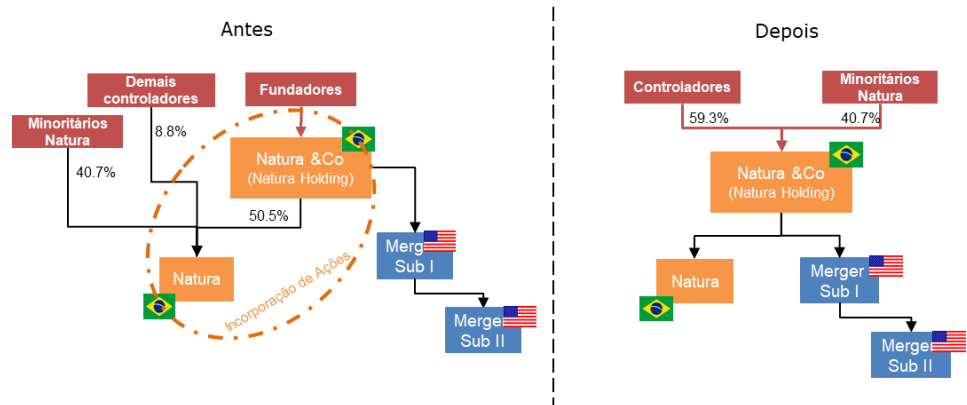 Antes
Demais
controladores
Fundadores
Minoritários
Natura
8.8%
40.7%
Natura &Co
(Natura Holding)
50.5%
Natura
Incorporação de Ações
Merg
Sub I
Merge
Sub II
Depois
Controladores
Minoritários
Natura
59.3%
40.7%
Natura &Co
(Natura Holding)
Natura
Merger
Sub I
Merger
Sub II